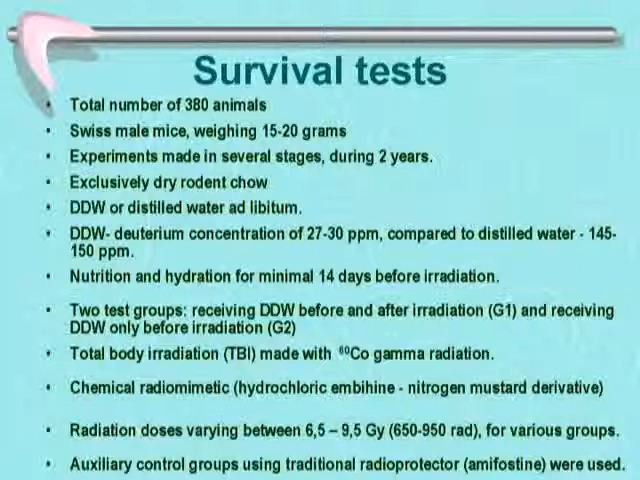 Survival tests
• Total number of 380 animals
• Swiss male mice, weighing 15-20 grams
• Experiments made in several stages, during 2 years.
• Exclusively dry rodent chow
• DDW or distilled water ad libitum.
• DDW- deuterium concentration of 27-30 ppm, compared to distilled water - 145-
150 ppm.
• Nutrition and hydration for minimal 14 days before irradiation.
• Two test groups: receiving DDW before and after irradiation (G1) and receiving
DDW only before irradiation (G2)
• Total body irradiation (TBI) made with ⁶⁰Co gamma radiation.
• Chemical radiomimetic (hydrochloric embihine - nitrogen mustard derivative)
• Radiation doses varying between 6,5 – 9,5 Gy (650-950 rad), for various groups.
• Auxiliary control groups using traditional radioprotector (amifostine) were used.